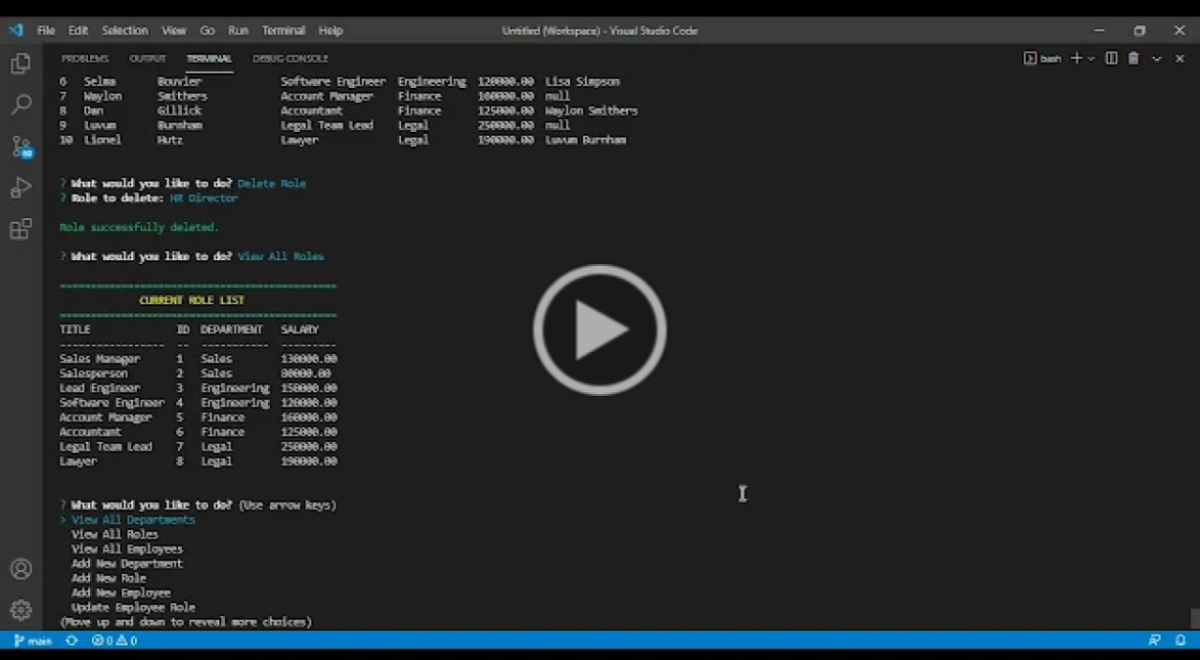 File Edit Selection View Go Run Terminal Help Untitled (Workspace) - Visual Studio Code
PROBLEMS OUTPUT TERMINAL DEBUG CONSOLE bash
6 Selma Bouvier Software Engineer Engineering 120000.00 Lisa Simpson
7 Waylon Smithers Account Manager Finance 160000.00 null
8 Dan Gillick Accountant Finance 125000.00 Waylon Smithers
9 Luvum Burnham Legal Team Lead Legal 250000.00 null
10 Lionel Hutz Lawyer Legal 190000.00 Luvum Burnham
? What would you like to do? Delete Role
? Role to delete: HR Director
Role successfully deleted.
? What would you like to do? View All Roles
==========================================
CURRENT ROLE LIST
==========================================
TITLE ID DEPARTMENT SALARY
----------------- -- ----------- ---------
Sales Manager 1 Sales 130000.00
Salesperson 2 Sales 80000.00
Lead Engineer 3 Engineering 150000.00
Software Engineer 4 Engineering 120000.00
Account Manager 5 Finance 160000.00
Accountant 6 Finance 125000.00
Legal Team Lead 7 Legal 250000.00
Lawyer 8 Legal 190000.00
? What would you like to do? (Use arrow keys)
> View All Departments
View All Roles
View All Employees
Add New Department
Add New Role
Add New Employee
Update Employee Role
(Move up and down to reveal more choices)
main 0 0